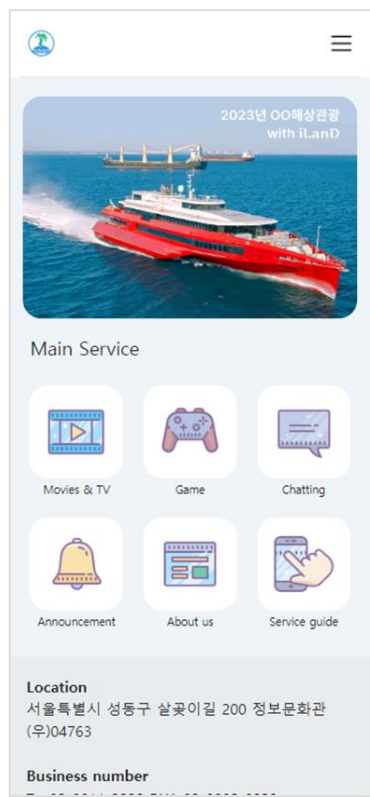 2023년 OO해상관광
with iLanD
Main Service
Movies & TV
Game
Chatting
Announcement
About us
Service guide
Location
서울특별시 성동구 살곶이길 200 정보문화관
(우)04763
Business number